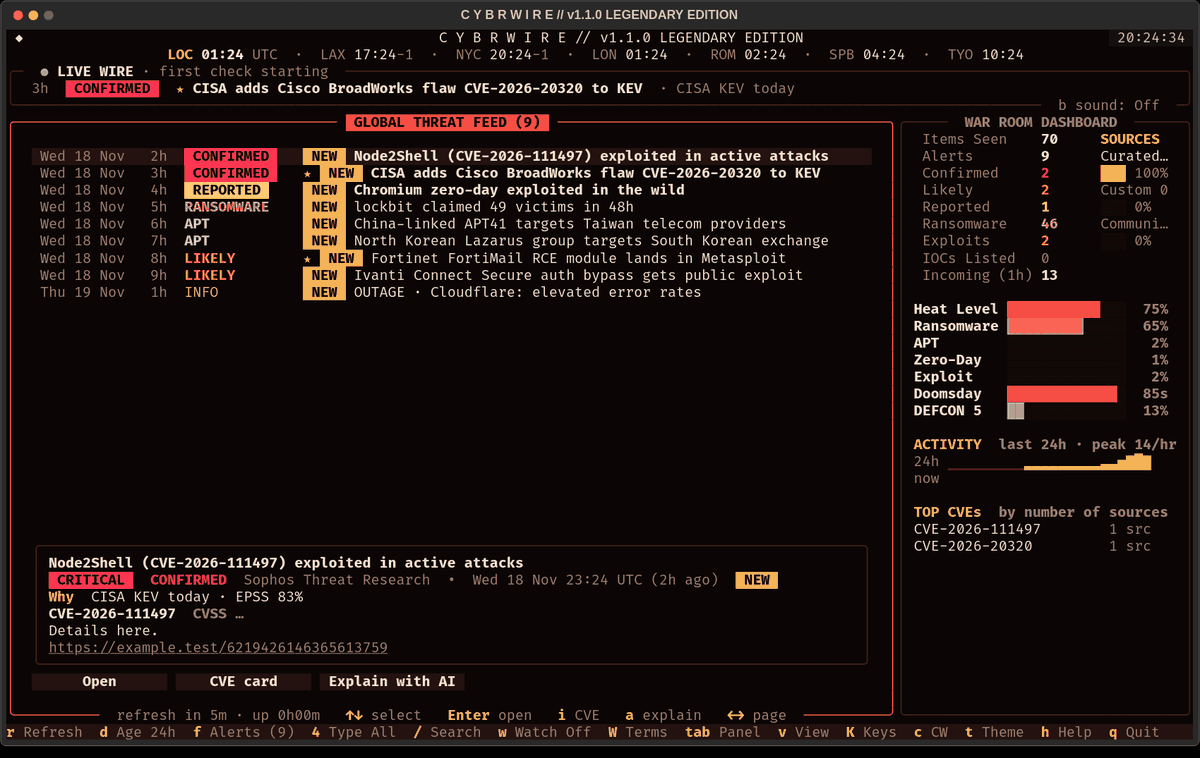 C Y B R W I R E // v1.1.0 LEGENDARY EDITION
C Y B R W I R E // v1.1.0 LEGENDARY EDITION 20:24:34
LOC 01:24 UTC · LAX 17:24-1 · NYC 20:24-1 · LON 01:24 · ROM 02:24 · SPB 04:24 · TYO 10:24
● LIVE WIRE · first check starting
3h CONFIRMED ★ CISA adds Cisco BroadWorks flaw CVE-2026-20320 to KEV · CISA KEV today
b sound: Off
GLOBAL THREAT FEED (9)
Wed 18 Nov 2h CONFIRMED NEW Node2Shell (CVE-2026-111497) exploited in active attacks
Wed 18 Nov 3h CONFIRMED ★ NEW CISA adds Cisco BroadWorks flaw CVE-2026-20320 to KEV
Wed 18 Nov 4h REPORTED NEW Chromium zero-day exploited in the wild
Wed 18 Nov 5h RANSOMWARE NEW lockbit claimed 49 victims in 48h
Wed 18 Nov 6h APT NEW China-linked APT41 targets Taiwan telecom providers
Wed 18 Nov 7h APT NEW North Korean Lazarus group targets South Korean exchange
Wed 18 Nov 8h LIKELY ★ NEW Fortinet FortiMail RCE module lands in Metasploit
Wed 18 Nov 9h LIKELY NEW Ivanti Connect Secure auth bypass gets public exploit
Thu 19 Nov 1h INFO NEW OUTAGE · Cloudflare: elevated error rates
Node2Shell (CVE-2026-111497) exploited in active attacks
CRITICAL CONFIRMED Sophos Threat Research • Wed 18 Nov 23:24 UTC (2h ago) NEW
Why CISA KEV today · EPSS 83%
CVE-2026-111497 CVSS …
Details here.
https://example.test/6219426146365613759
Open CVE card Explain with AI
refresh in 5m · up 0h00m ↑↓ select Enter open i CVE a explain ↔ page
WAR ROOM DASHBOARD
Items Seen 70 SOURCES
Alerts 9 Curated…
Confirmed 2 100%
Likely 2 Custom 0
Reported 1 0%
Ransomware 46 Communi…
Exploits 2 0%
IOCs Listed 0
Incoming (1h) 13
Heat Level 75%
Ransomware 65%
APT 2%
Zero-Day 1%
Exploit 2%
Doomsday 85s
DEFCON 5 13%
ACTIVITY last 24h · peak 14/hr
24h
now
TOP CVEs by number of sources
CVE-2026-111497 1 src
CVE-2026-20320 1 src
r Refresh d Age 24h f Alerts (9) 4 Type All / Search w Watch Off W Terms tab Panel v View K Keys c CW t Theme h Help q Quit